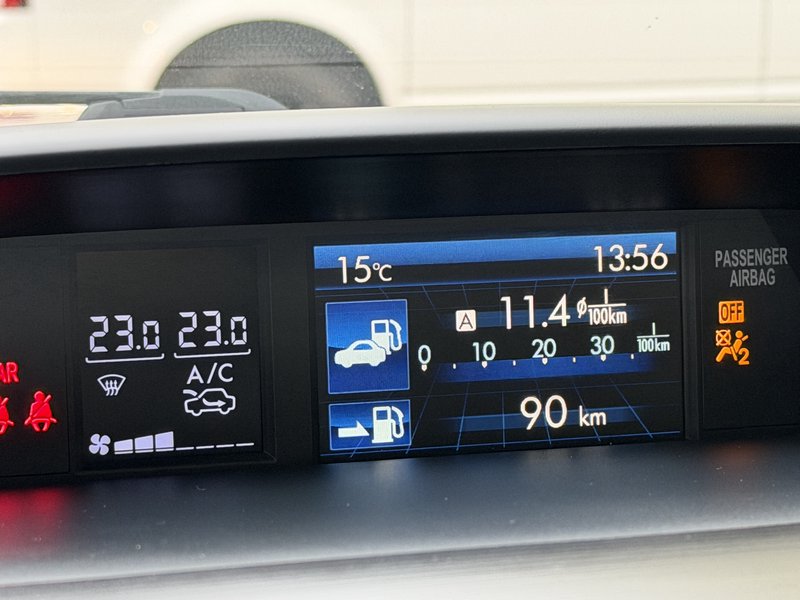 15°C 13:56
PASSENGER
AIRBAG
OFF
23.0 23.0
A 11.4 ø l/100km
0 10 20 30 l/100km
A/C
2
90 km